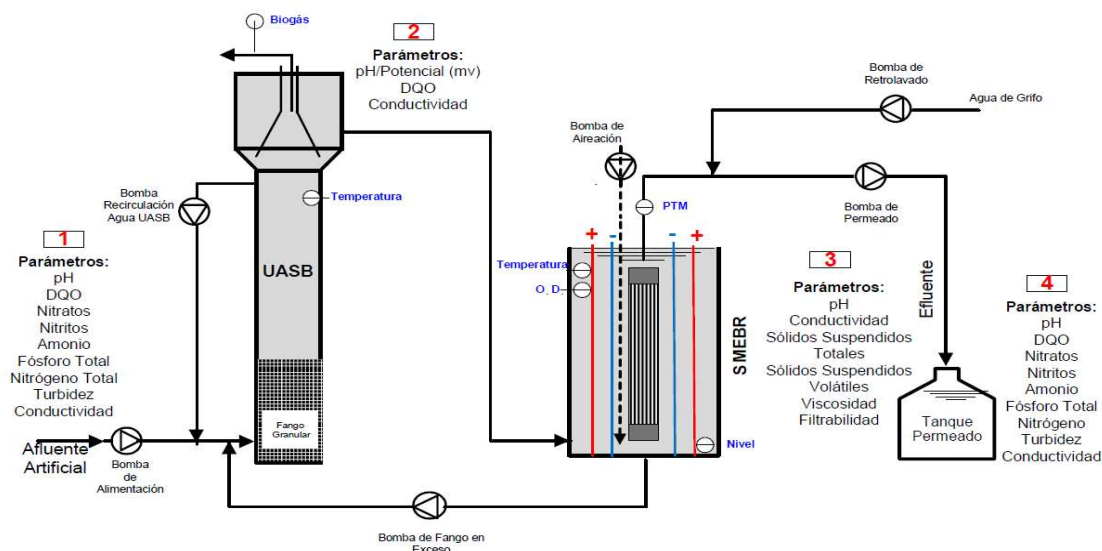 Biogás
2
Parámetros:
pH/Potencial (mv)
DQO
Conductividad
Bomba de
Retrolavado
Agua de Grifo
Bomba de
Aireación
Bomba
Recirculación
Agua UASB
Temperatura
PTM
Bomba de
Permeado
1
Parámetros:
pH
DQO
Nitratos
Nitritos
Amonio
Fósforo Total
Nitrógeno Total
Turbidez
Conductividad
UASB
Fango
Granular
Afluente
Artificial
Bomba
de
Alimentación
+
-
-
+
Temperatura
O. D.
Nivel
SMEBR
3
Parámetros:
pH
Conductividad
Sólidos Suspendidos
Totales
Sólidos Suspendidos
Volátiles
Viscosidad
Filtrabilidad
Efluente
Tanque
Permeado
4
Parámetros:
pH
DQO
Nitratos
Nitritos
Amonio
Fósforo Total
Nitrógeno
Turbidez
Conductividad
Bomba de Fango en
Exceso